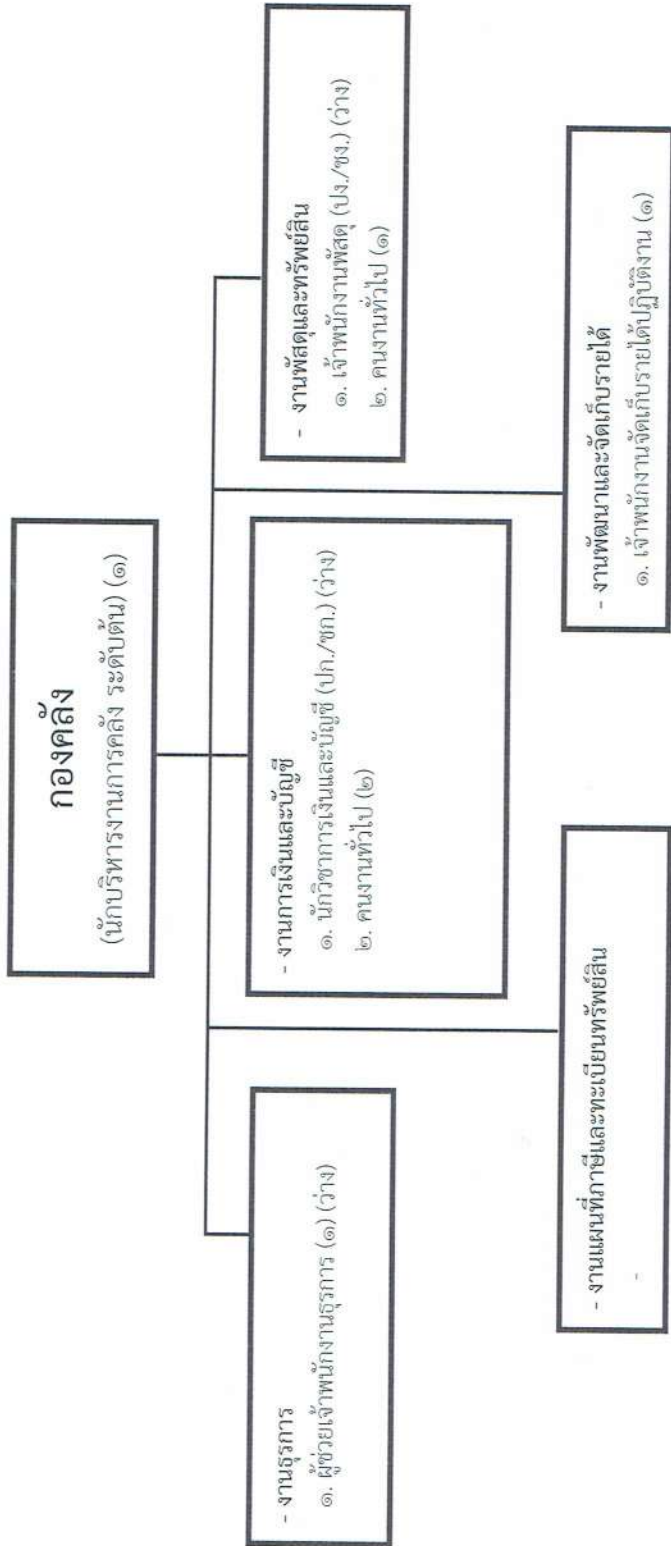 กองคลัง
(นักบริหารงานการคลัง ระดับต้น) (๑)
- งานธุรการ
๑. ผู้ช่วยเจ้าพนักงานธุรการ (๑) (ว่าง)
- งานการเงินและบัญชี
๑. นักวิชาการเงินและบัญชี (ปก./ชก.) (ว่าง)
๒. คนงานทั่วไป (๒)
- งานพัสดุและทรัพย์สิน
๑. เจ้าพนักงานพัสดุ (ปง./ชง.) (ว่าง)
๒. คนงานทั่วไป (๑)
- งานแผนที่ภาษีและทะเบียนทรัพย์สิน
-
- งานพัฒนาและจัดเก็บรายได้
๑. เจ้าพนักงานจัดเก็บรายได้ปฏิบัติงาน (๑)